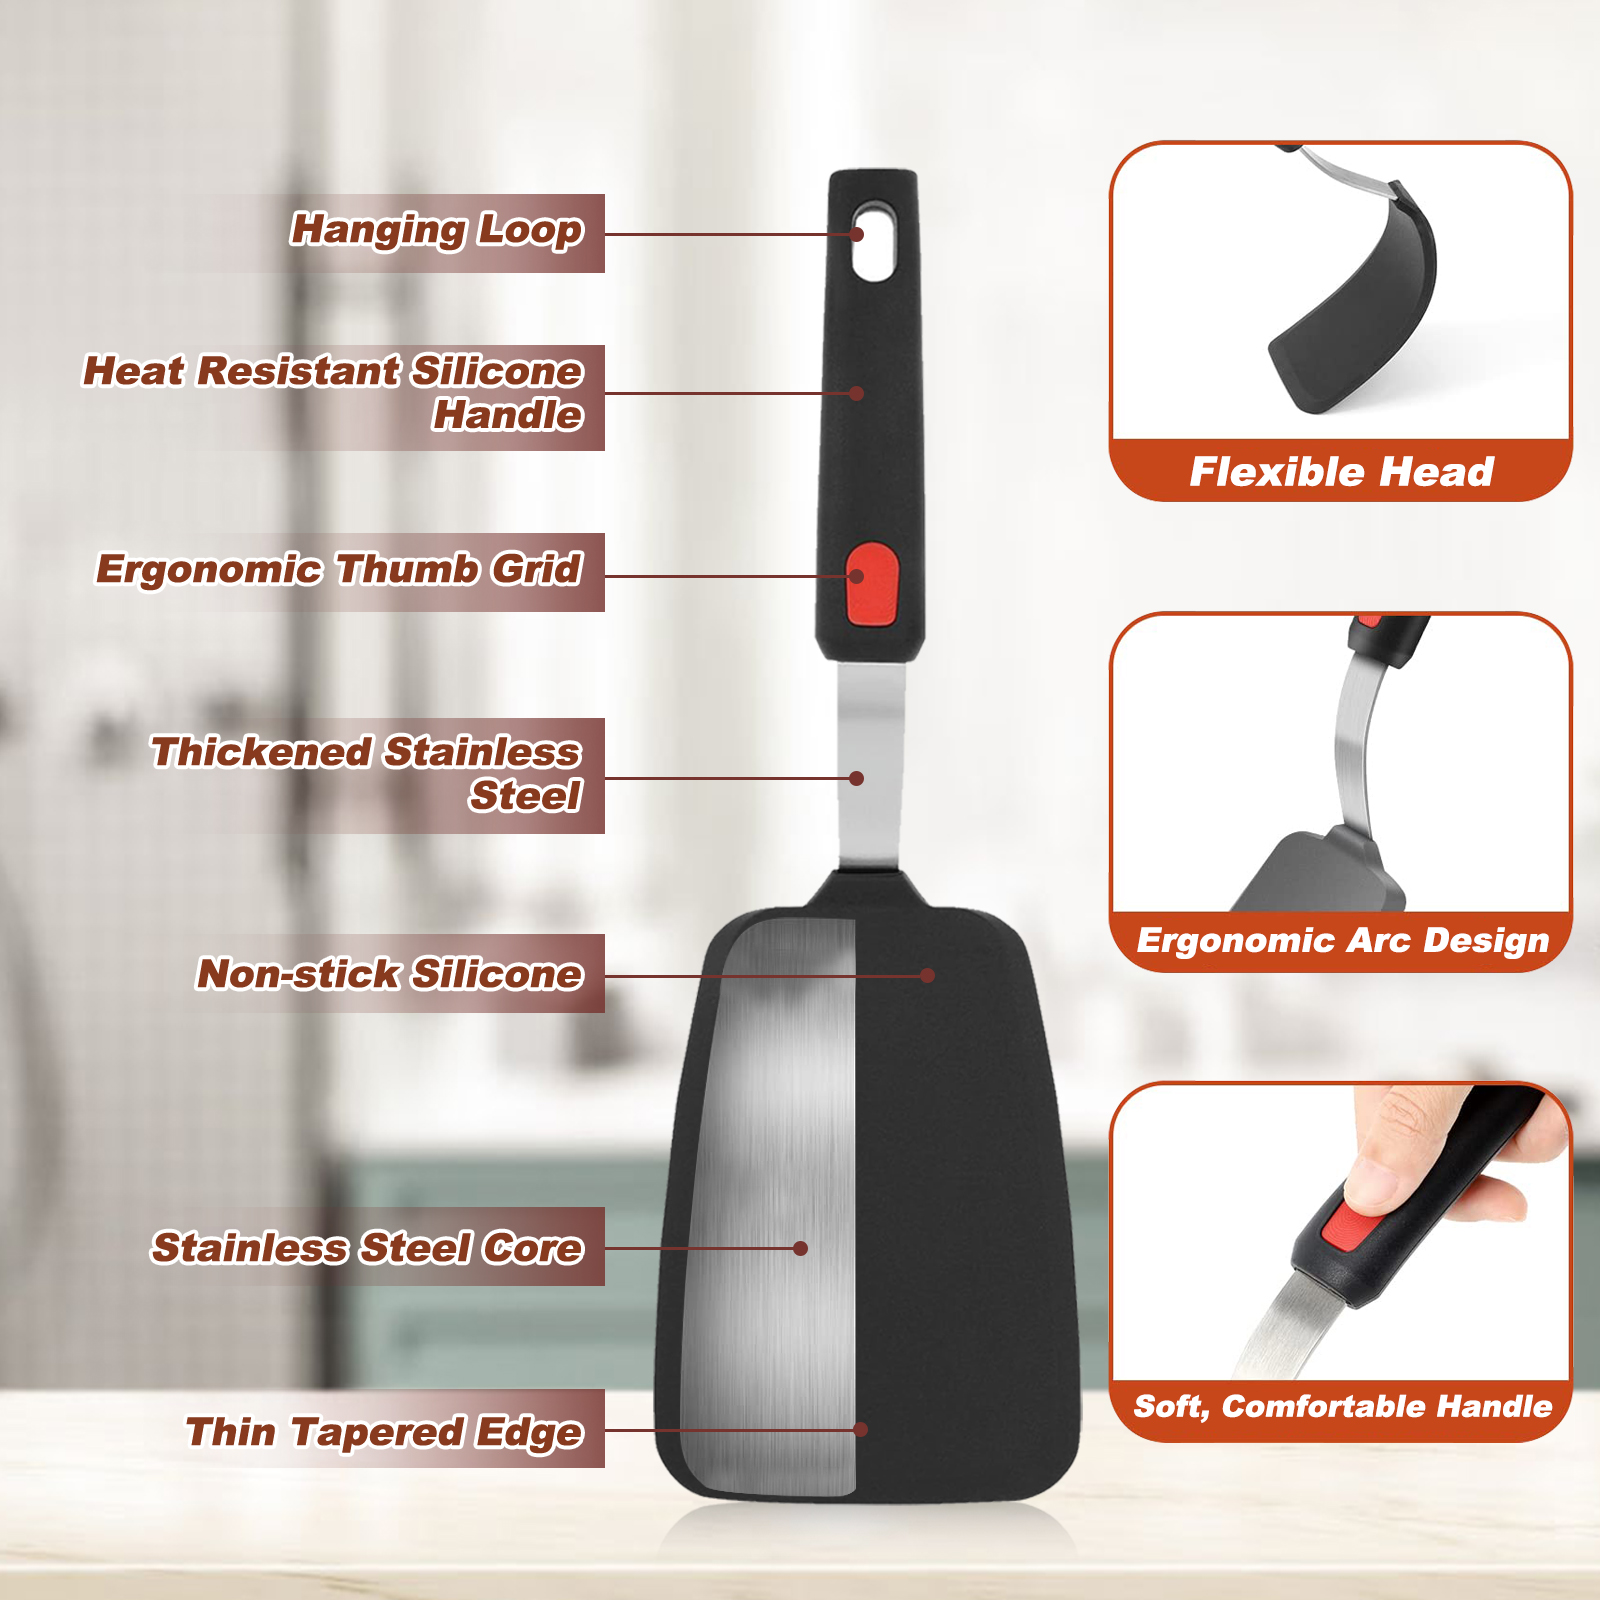 Hanging Loop
Heat Resistant Silicone
Handle
Ergonomic Thumb Grid
Thickened Stainless
Steel
Non-stick Silicone
Stainless Steel Core
Thin Tapered Edge
Flexible Head
Ergonomic Arc Design
Soft, Comfortable Handle